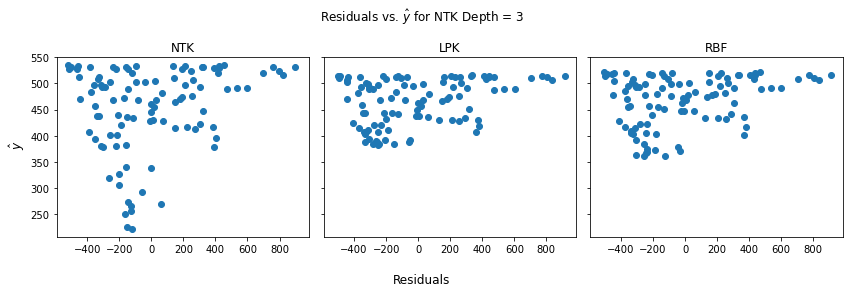 Residuals vs. ŷ for NTK Depth = 3
NTK
LPK
RBF
550
500
450
400
350
300
250
ŷ
−400 −200 0 200 400 600 800
−400 −200 0 200 400 600 800
−400 −200 0 200 400 600 800
Residuals